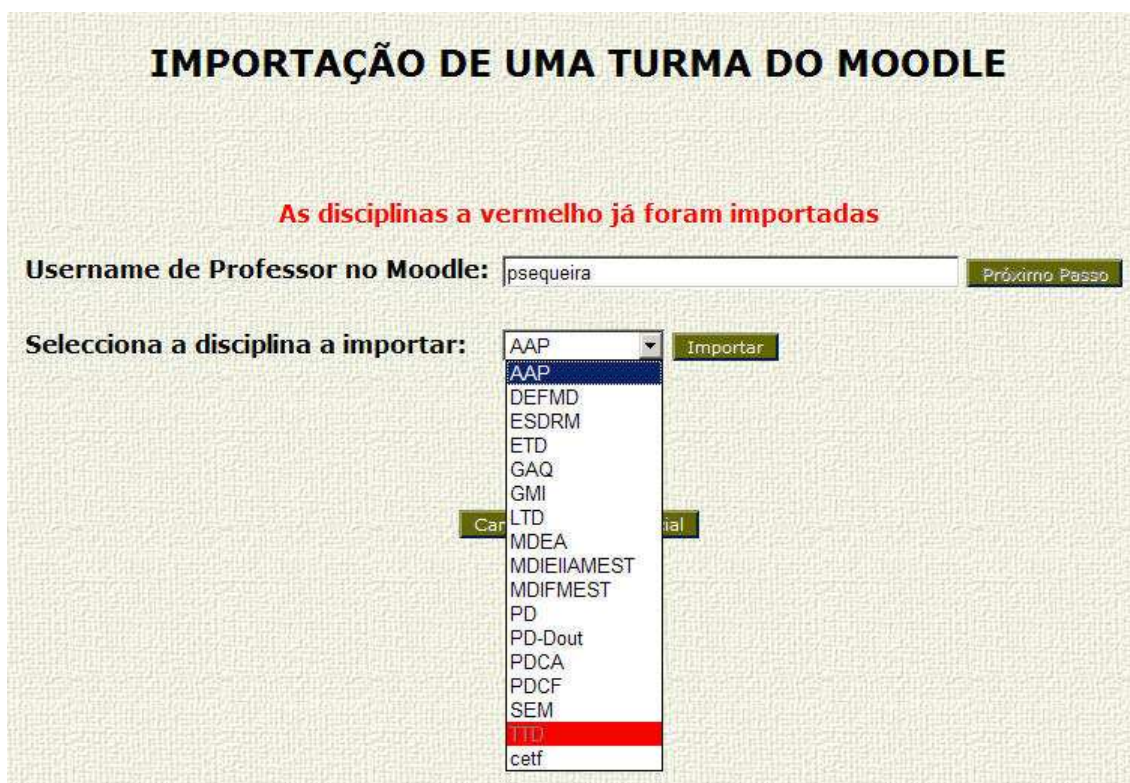 IMPORTAÇÃO DE UMA TURMA DO MOODLE
As disciplinas a vermelho já foram importadas
Username de Professor no Moodle: psequeira Próximo Passo
Selecciona a disciplina a importar: AAP Importar
AAP
DEFMD
ESDRM
ETD
GAQ
GMI
LTD
MDEA
MDIEIIAMEST
MDIFMEST
PD
PD-Dout
PDCA
PDCF
SEM
TTD
cetf